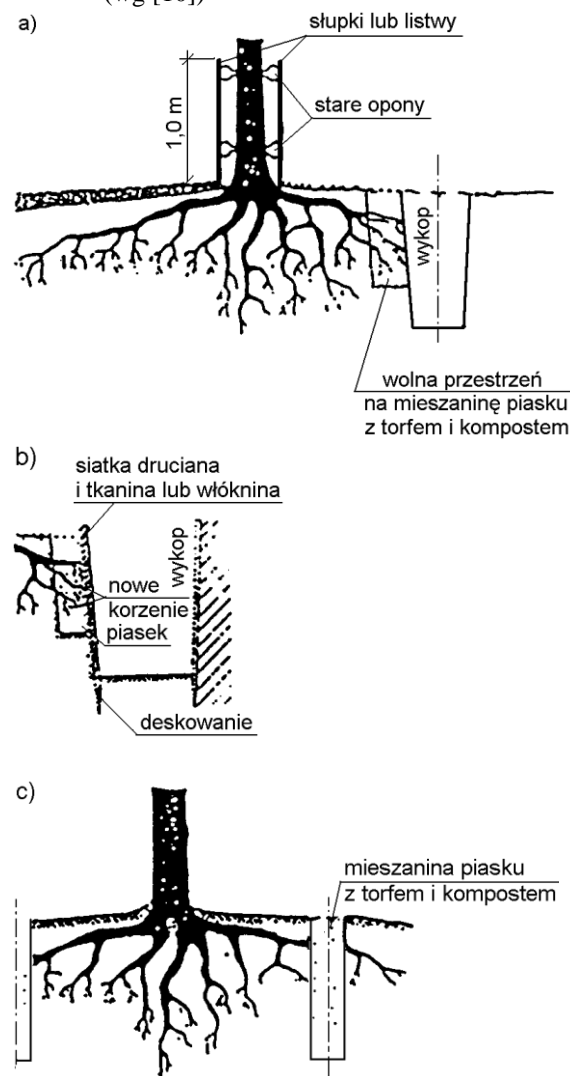 a)
słupki lub listwy
1,0 m
stare opony
wykop
wolna przestrzeń
na mieszaninę piasku
z torfem i kompostem
b)
siatka druciana
i tkanina lub włóknina
wykop
nowe
korzenie
piasek
deskowanie
c)
mieszanina piasku
z torfem i kompostem